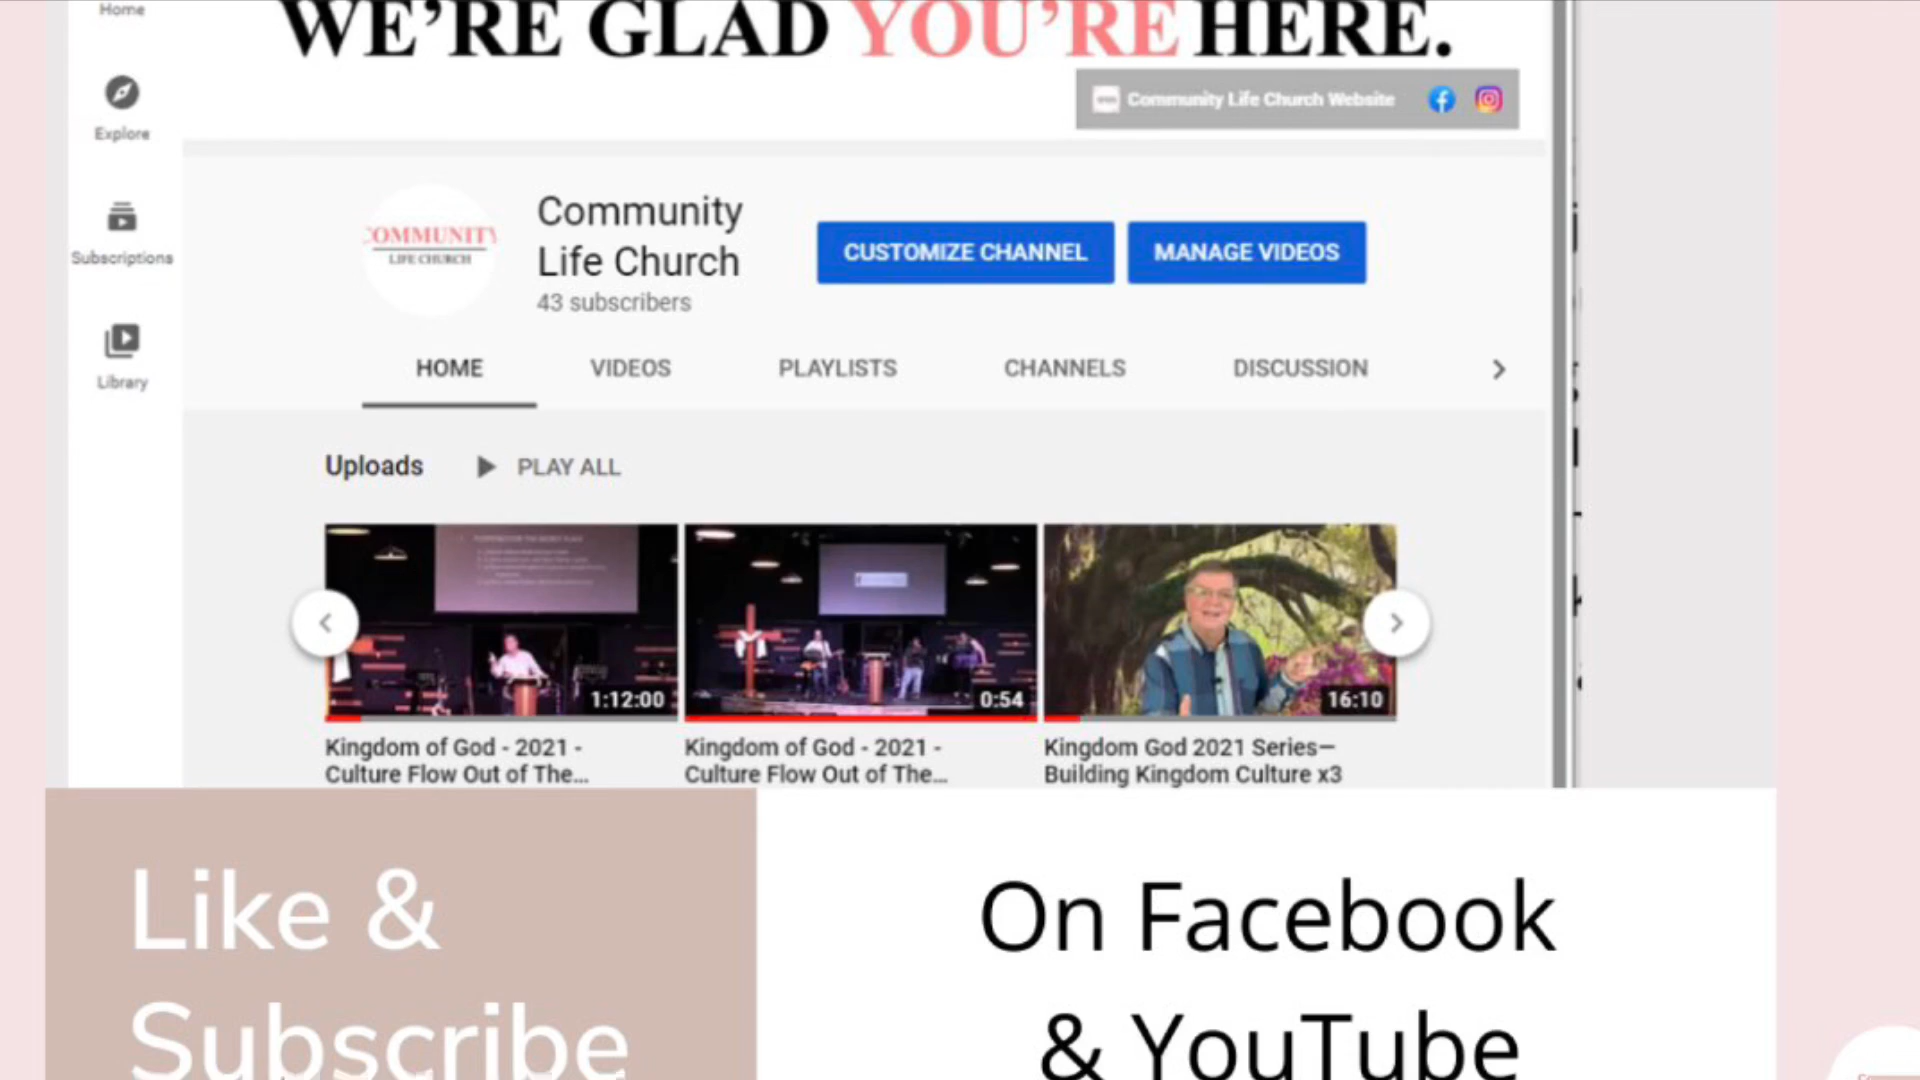 Home
WE'RE GLAD YOU'RE HERE.
Community Life Church Website
Explore
Subscriptions
Library
COMMUNITY
LIFE CHURCH
Community
Life Church
43 subscribers
CUSTOMIZE CHANNEL
MANAGE VIDEOS
HOME
VIDEOS
PLAYLISTS
CHANNELS
DISCUSSION
Uploads
PLAY ALL
1:12:00
0:54
16:10
Kingdom of God - 2021 -
Culture Flow Out of The...
Kingdom of God - 2021 -
Culture Flow Out of The...
Kingdom God 2021 Series—
Building Kingdom Culture x3
Like &
Subscribe
On Facebook
& YouTube